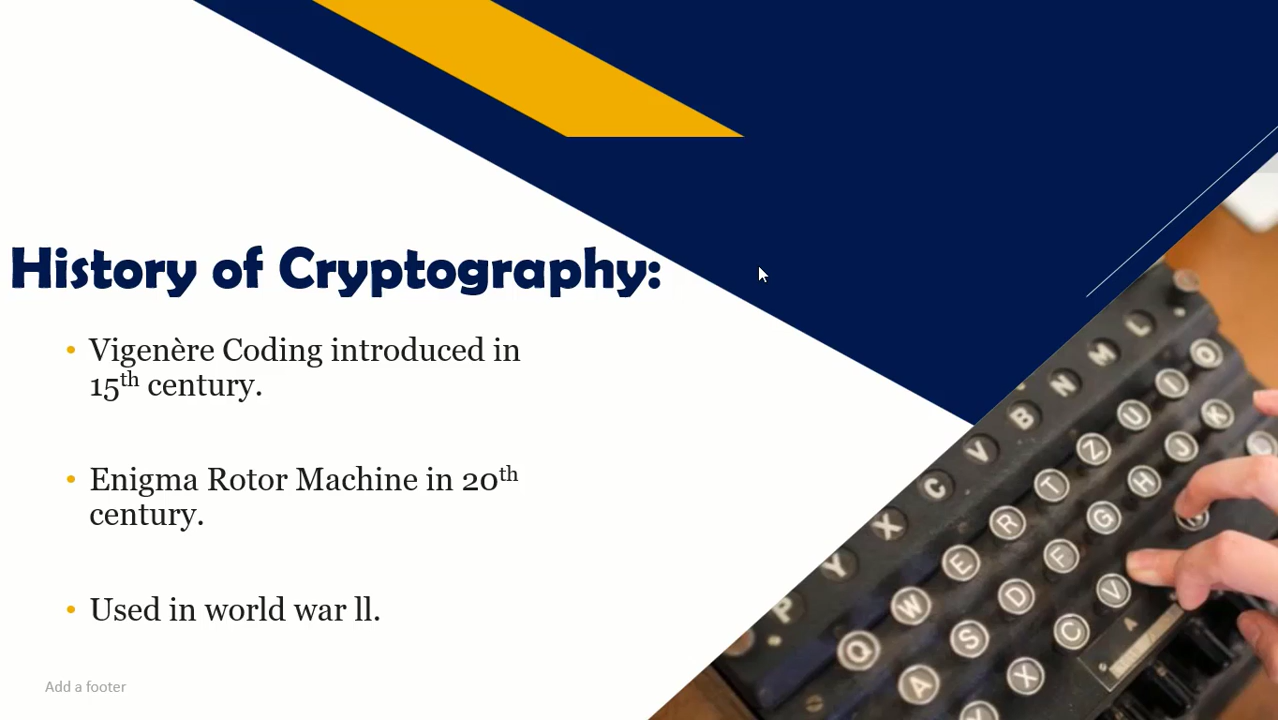 History of Cryptography:
• Vigenère Coding introduced in
15th century.
• Enigma Rotor Machine in 20th
century.
• Used in world war ll.
Add a footer
L
M
N
B
V
C
X
Y
P
O
I
U
Z
T
R
E
W
Q
K
J
H
G
F
D
S
A
V
C
X
A